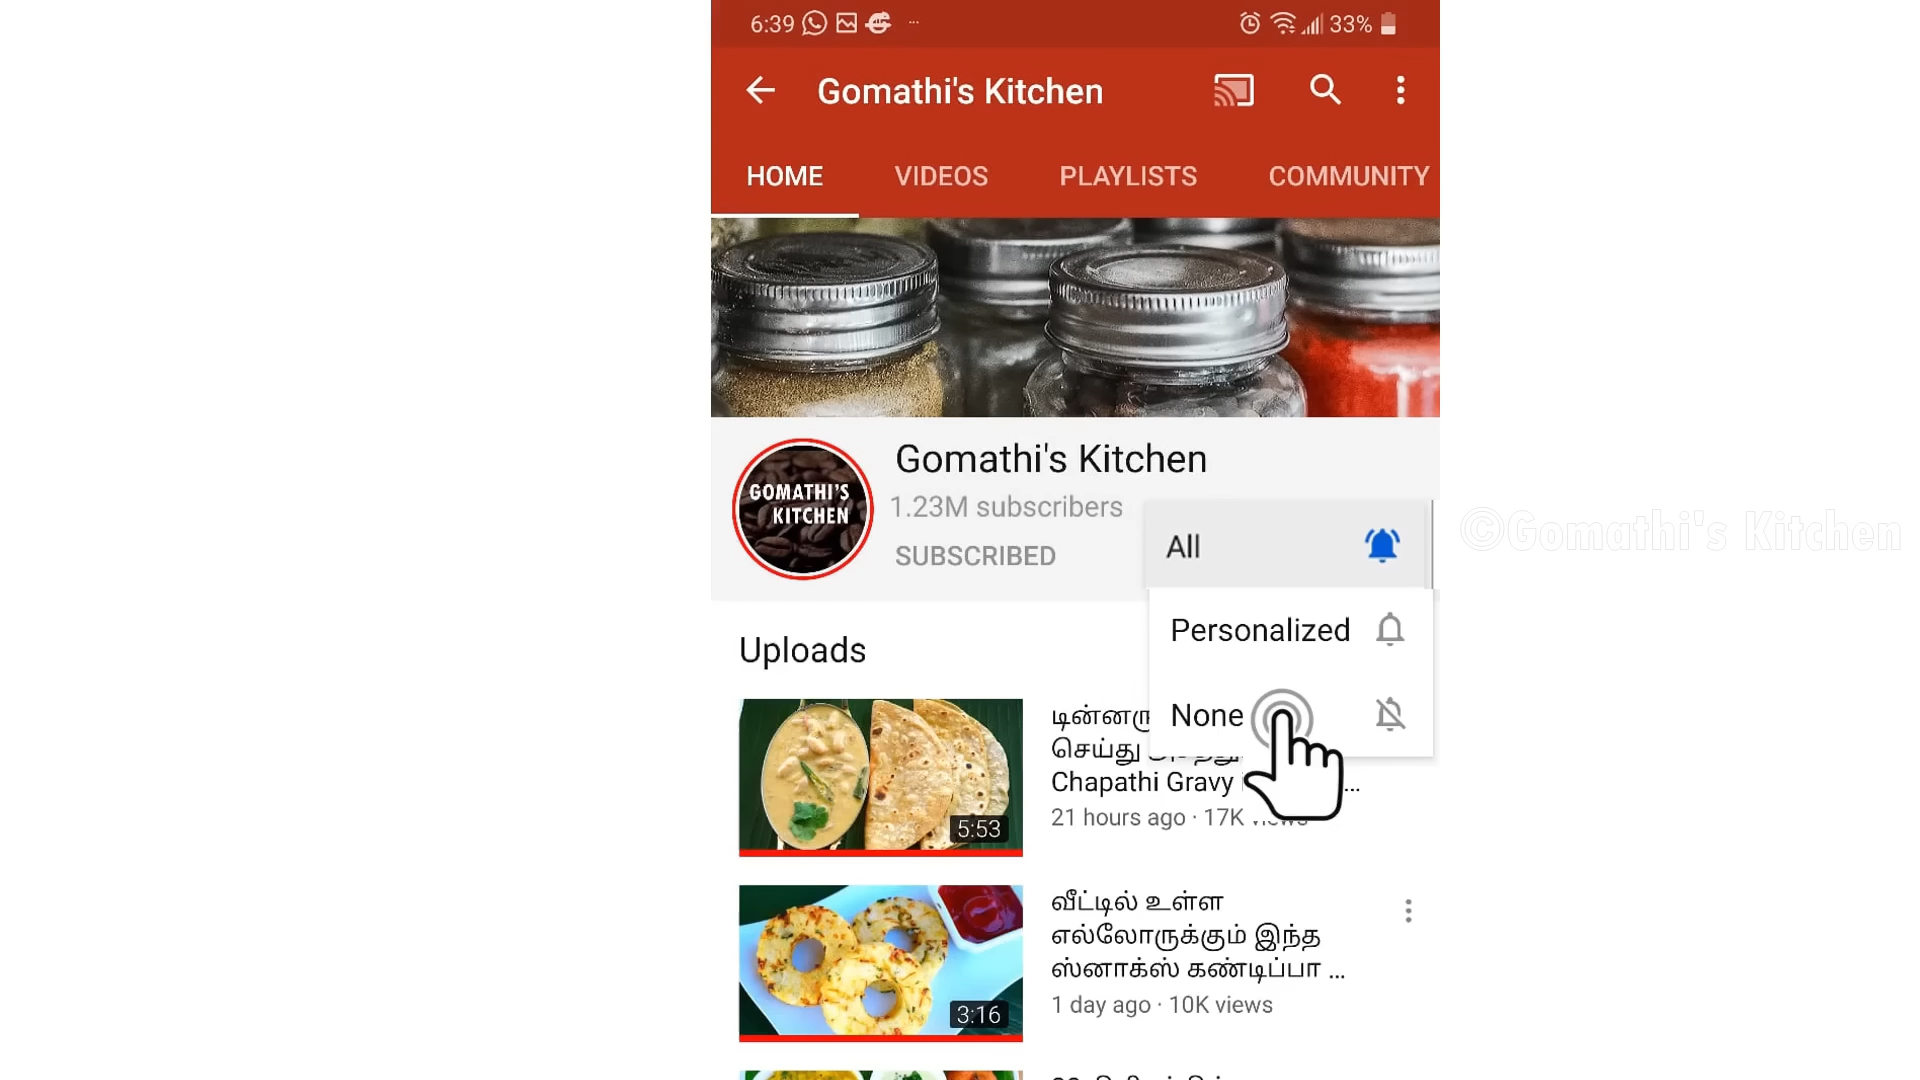 6:39
33%
Gomathi's Kitchen
HOME VIDEOS PLAYLISTS COMMUNITY
Gomathi's Kitchen
GOMATHI'S
KITCHEN
1.23M subscribers
SUBSCRIBED
All
Personalized
None
©Gomathi's Kitchen
Uploads
செய்து
Chapathi Gravy ...
21 hours ago · 17K views
5:53
வீட்டில் உள்ள
எல்லோருக்கும் இந்த
ஸ்னாக்ஸ் கண்டிப்பா ...
1 day ago · 10K views
3:16